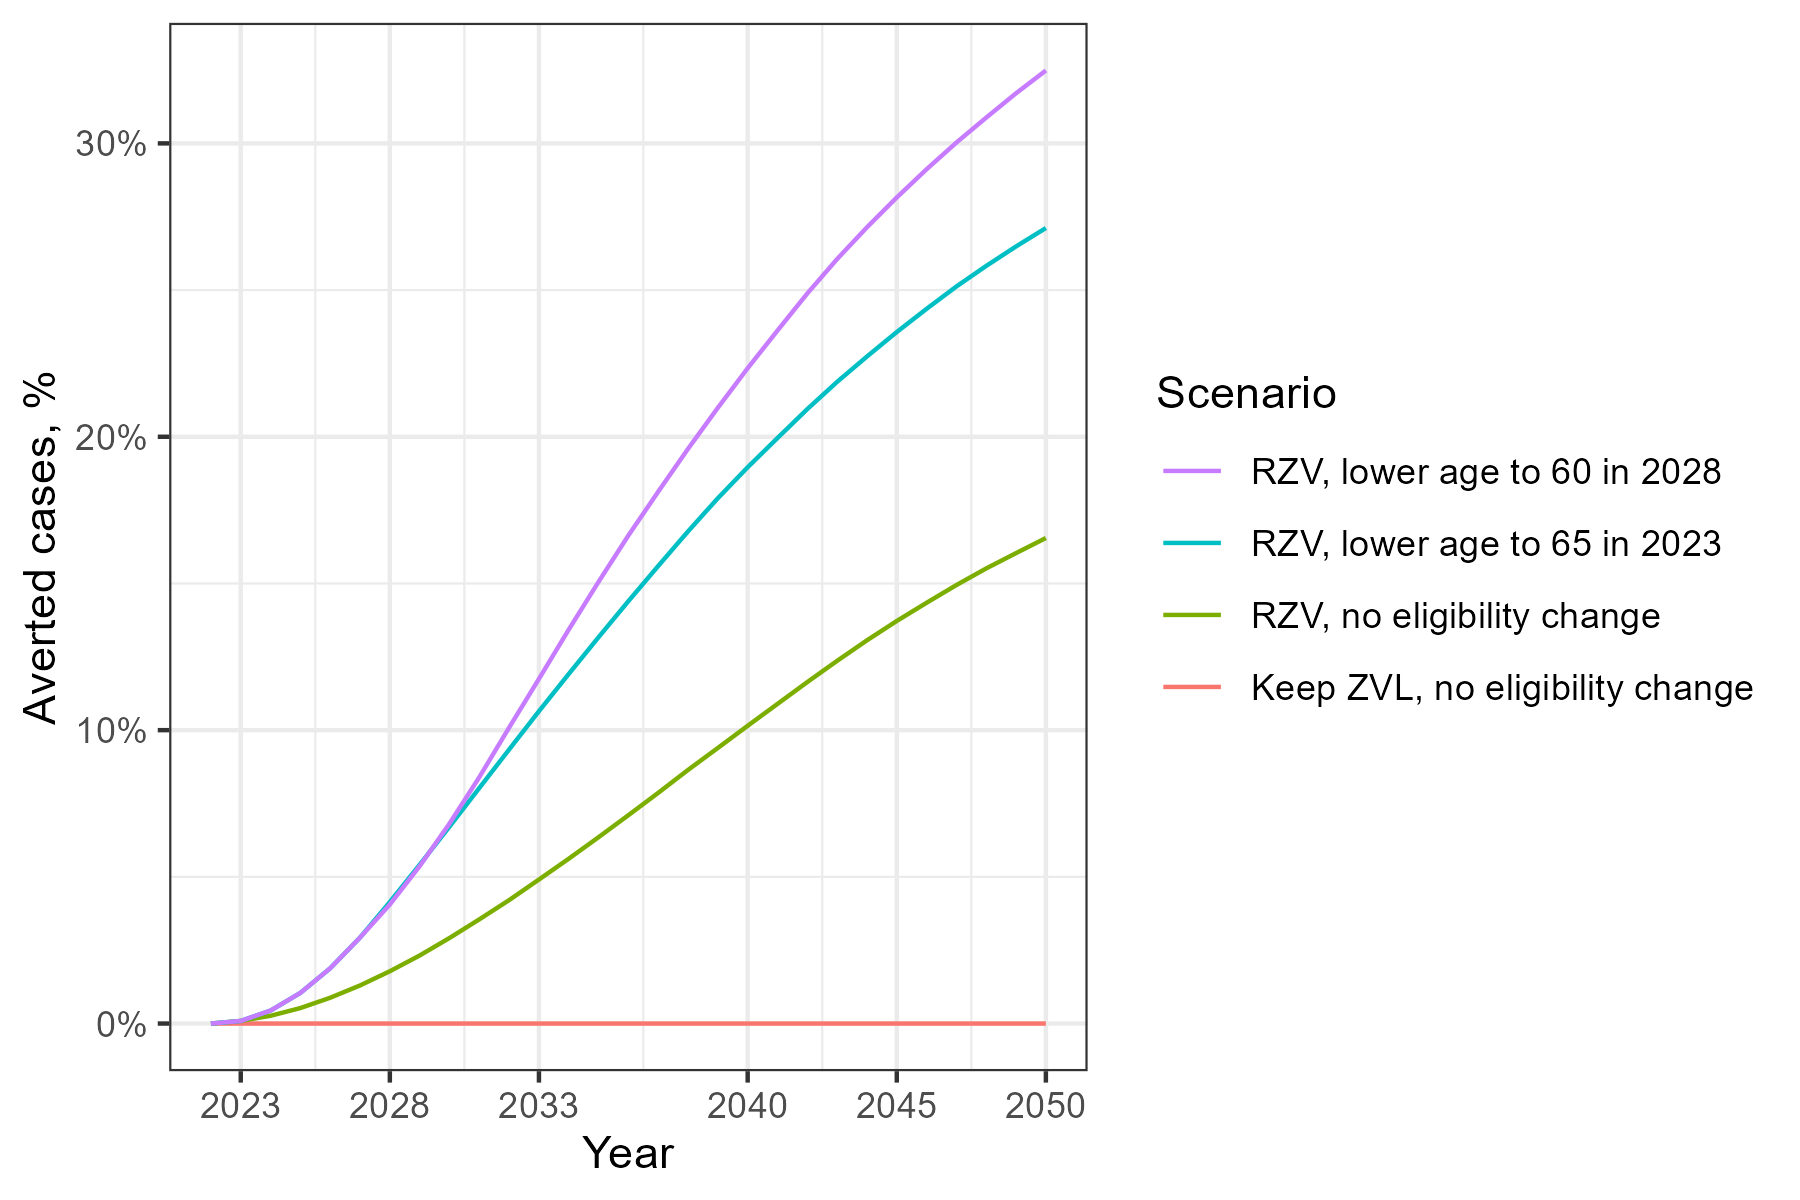 Averted cases, %
30%
20%
10%
0%
2023 2028 2033 2040 2045 2050
Year
Scenario
RZV, lower age to 60 in 2028
RZV, lower age to 65 in 2023
RZV, no eligibility change
Keep ZVL, no eligibility change